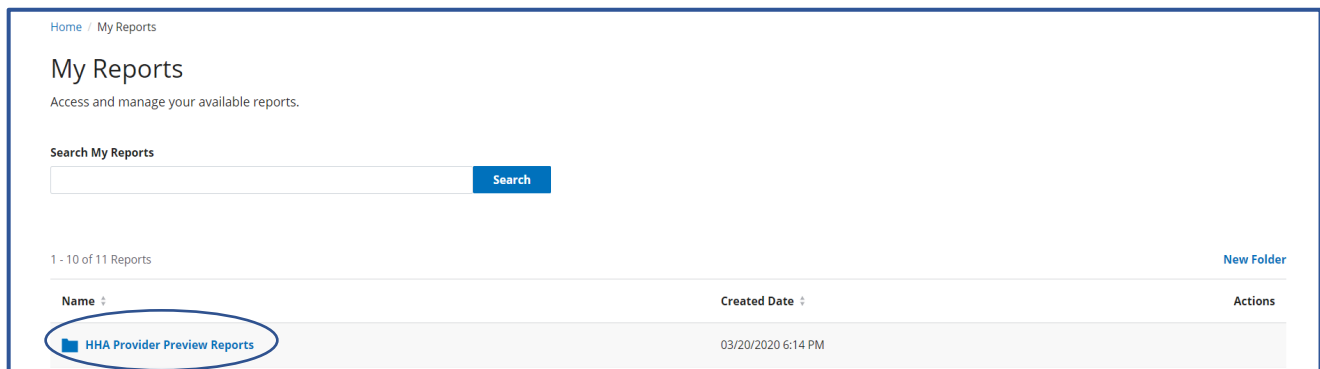 Home / My Reports
My Reports
Access and manage your available reports.
Search My Reports
Search
1 - 10 of 11 Reports New Folder
Name Created Date Actions
HHA Provider Preview Reports 03/20/2020 6:14 PM